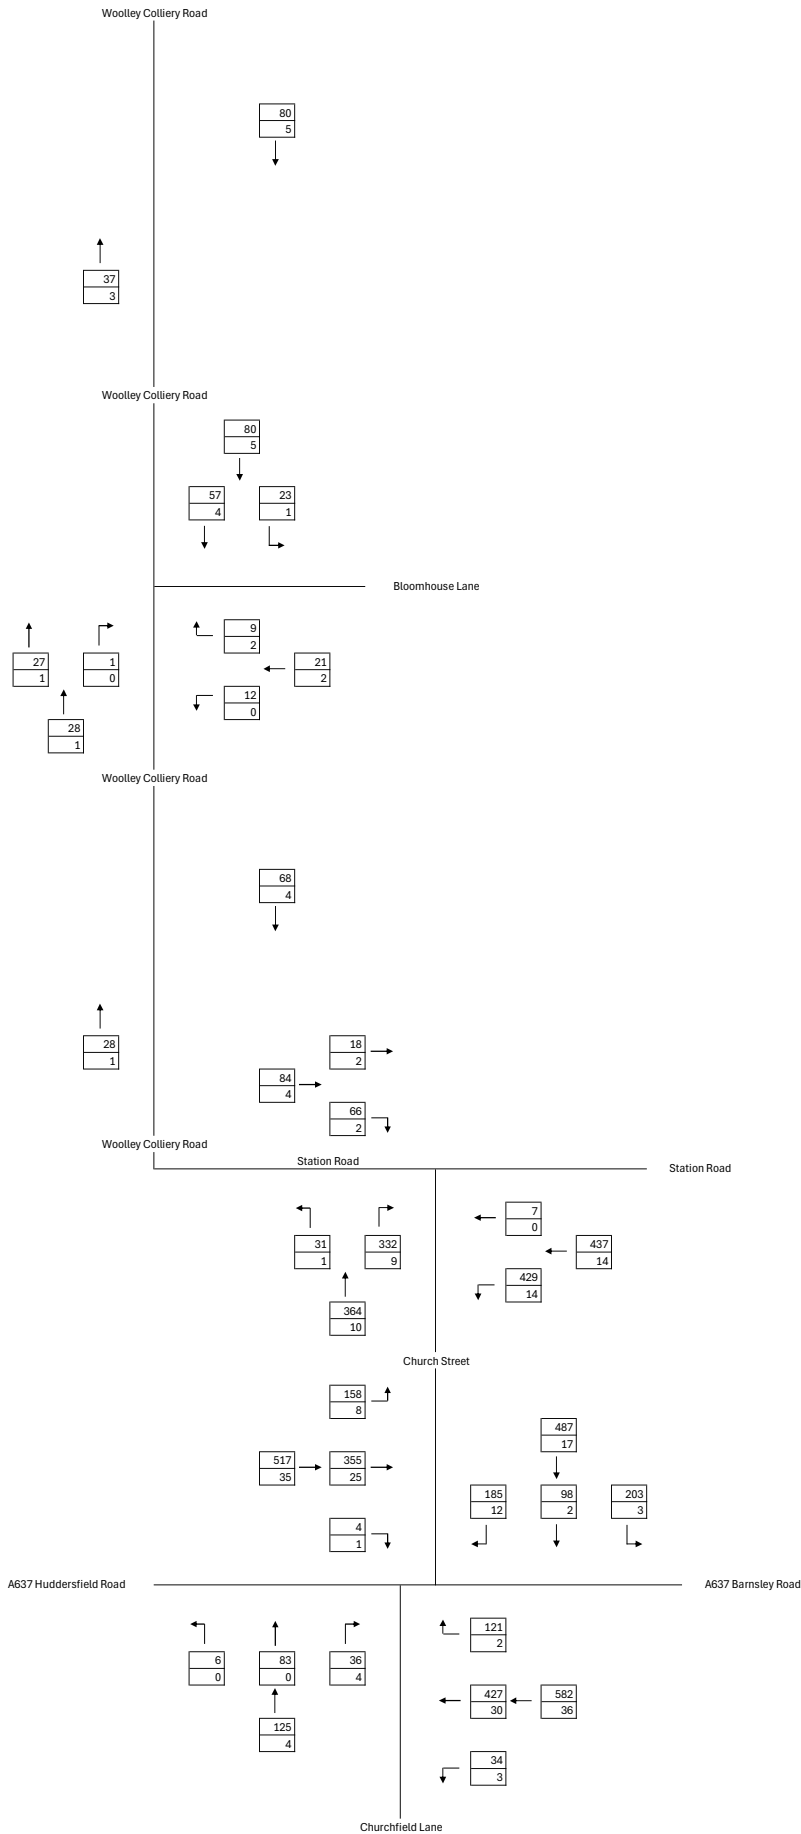 Woolley Colliery Road
80
5
37
3
Woolley Colliery Road
80
5
57 23
4 1
Bloomhouse Lane
9
2
27 1 21
1 0 2
12
0
28
1
Woolley Colliery Road
68
4
28 18
1 2
84
4
66
2
Woolley Colliery Road
Station Road
Station Road
7
0
31 332 437
1 9 14
429
14
364
10
Church Street
158
8
487
17
517 355
35 25
185 98 203
12 2 3
4
1
A637 Huddersfield Road A637 Barnsley Road
121
2
6 83 36
0 0 4
427 582
30 36
125
4
34
3
Churchfield Lane